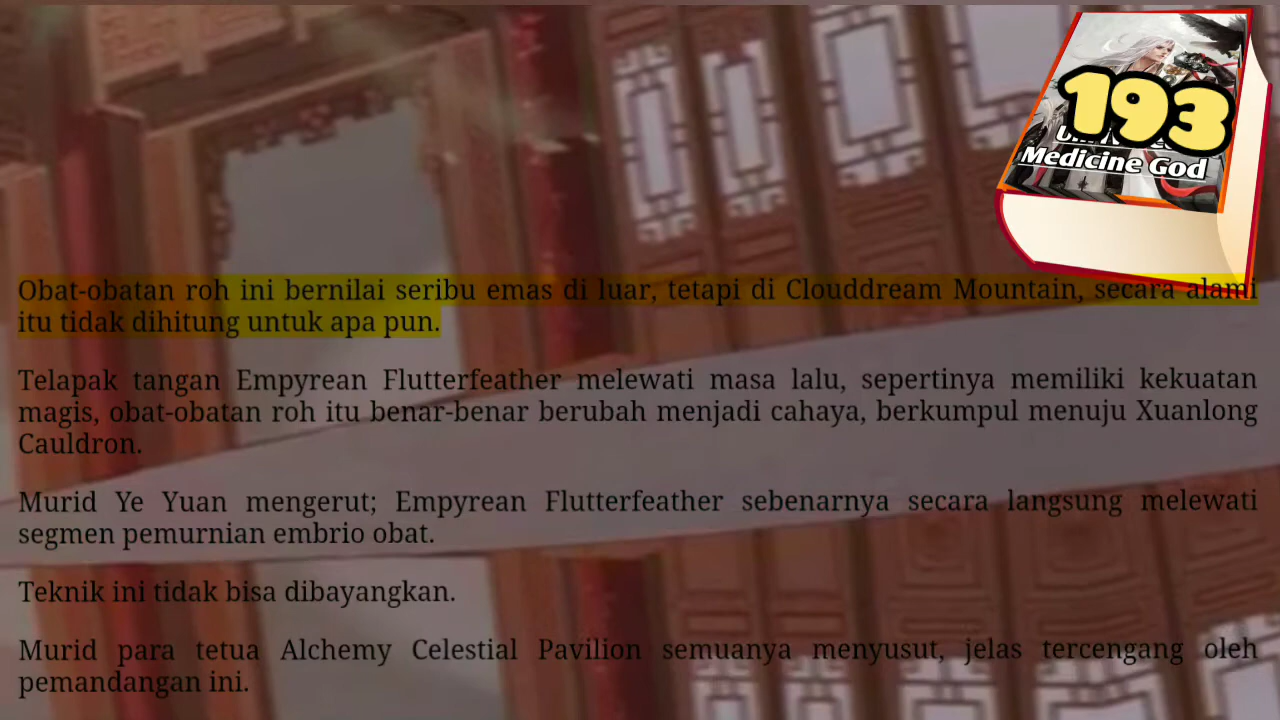 193
Medicine God
Obat-obatan roh ini bernilai seribu emas di luar, tetapi di Clouddream Mountain, secara alami
itu tidak dihitung untuk apa pun.
Telapak tangan Empyrean Flutterfeather melewati masa lalu, sepertinya memiliki kekuatan
magis, obat-obatan roh itu benar-benar berubah menjadi cahaya, berkumpul menuju Xuanlong
Cauldron.
Murid Ye Yuan mengerut; Empyrean Flutterfeather sebenarnya secara langsung melewati
segmen pemurnian embrio obat.
Teknik ini tidak bisa dibayangkan.
Murid para tetua Alchemy Celestial Pavilion semuanya menyusut, jelas tercengang oleh
pemandangan ini.